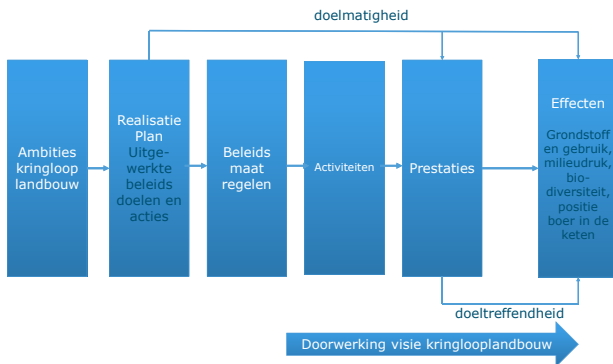 doelmatigheid
Ambities
kringloop
landbouw
Realisatie
Plan
Uitge-
werkte
beleids
doelen en
acties
Beleids
maat
regelen
Activiteiten
Prestaties
Effecten
Grondstoff
en gebruik,
milieudruk,
bio-
diversiteit,
positie
boer in de
keten
doeltreffendheid
Doorwerking visie kringlooplandbouw